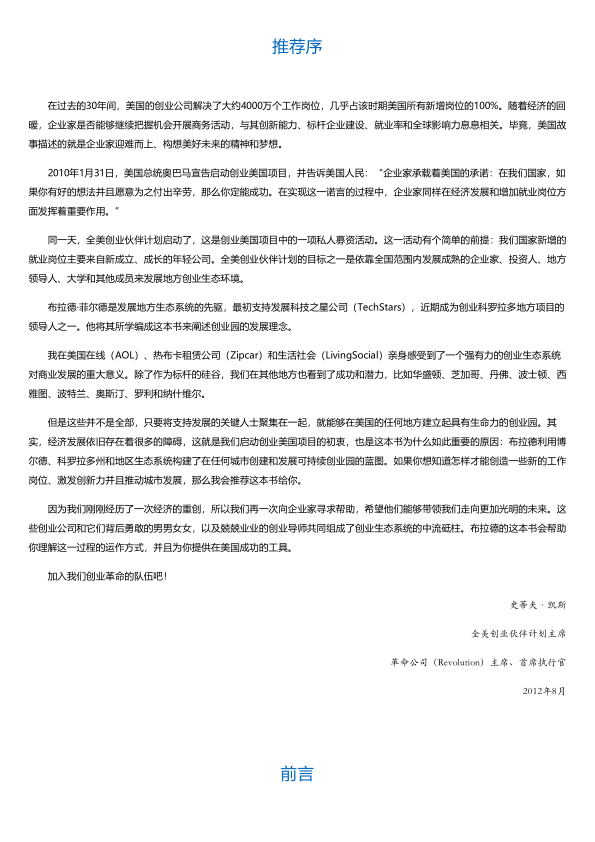 推荐序
在过去的30年间，美国的创业公司解决了大约4000万个工作岗位，几乎占该时期美国所有新增岗位的100%。随着经济的回
暖，企业家是否能够继续把握机会开展商务活动，与其创新能力、标杆企业建设、就业率和全球影响力息息相关。毕竟，美国故
事描述的就是企业家迎难而上、构想美好未来的精神和梦想。
2010年1月31日，美国总统奥巴马宣告启动创业美国项目，并告诉美国人民：“企业家承载着美国的承诺：在我们国家，如
果你有好的想法并且愿意为之付出辛劳，那么你定能成功。在实现这一诺言的过程中，企业家同样在经济发展和增加就业岗位方
面发挥着重要作用。”
同一天，全美创业伙伴计划启动了，这是创业美国项目中的一项私人募资活动。这一活动有个简单的前提：我们国家新增的
就业岗位主要来自新成立、成长的年轻公司。全美创业伙伴计划的目标之一是依靠全国范围内发展成熟的企业家、投资人、地方
领导人、大学和其他成员来发展地方创业生态环境。
布拉德·菲尔德是发展地方生态系统的先驱，最初支持发展科技之星公司（TechStars），近期成为创业科罗拉多地方项目的
领导人之一。他将其所学编成这本书来阐述创业园的发展理念。
我在美国在线（AOL）、热布卡租赁公司（Zipcar）和生活社会（LivingSocial）亲身感受到了一个强有力的创业生态系统
对商业发展的重大意义。除了作为标杆的硅谷，我们在其他地方也看到了成功和潜力，比如华盛顿、芝加哥、丹佛、波士顿、西
雅图、波特兰、奥斯汀、罗利和纳什维尔。
但是这些并不是全部，只要将支持发展的关键人士聚集在一起，就能够在美国的任何地方建立起具有生命力的创业园。其
实，经济发展依旧存在着很多的障碍，这就是我们启动创业美国项目的初衷，也是这本书为什么如此重要的原因：布拉德利用博
尔德、科罗拉多州和地区生态系统构建了在任何城市创建和发展可持续创业园的蓝图。如果你想知道怎样才能创造一些新的工作
岗位、激发创新力并且推动城市发展，那么我会推荐这本书给你。
因为我们刚刚经历了一次经济的重创，所以我们再一次向企业家寻求帮助，希望他们能够带领我们走向更加光明的未来。这
些创业公司和它们背后勇敢的男男女女，以及兢兢业业的创业导师共同组成了创业生态系统的中流砥柱。布拉德的这本书会帮助
你理解这一过程的运作方式，并且为你提供在美国成功的工具。
加入我们创业革命的队伍吧！
史蒂夫·凯斯
全美创业伙伴计划主席
革命公司（Revolution）主席、首席执行官
2012年8月
前言